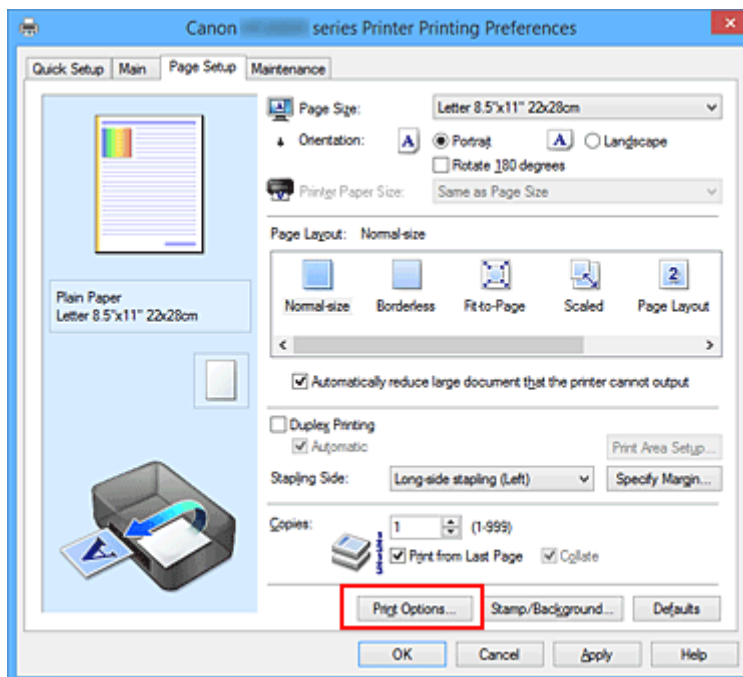 Canon series Printer Printing Preferences
Quick Setup Main Page Setup Maintenance
Page Size: Letter 8.5"x11" 22x28cm
Orientation: A Portrait A Landscape
Rotate 180 degrees
Printer Paper Size: Same as Page Size
Page Layout: Normal-size
2
Normal-size Borderless Fit-to-Page Scaled Page Layout
Plain Paper
Letter 8.5"x11" 22x28cm
Automatically reduce large document that the printer cannot output
Duplex Printing
Automatic
Print Area Setup...
Stapling Side: Long-side stapling (Left) Specify Margin...
Copies: 1 (1-999)
Print from Last Page Collate
A
Print Options... Stamp/Background... Defaults
OK Cancel Apply Help